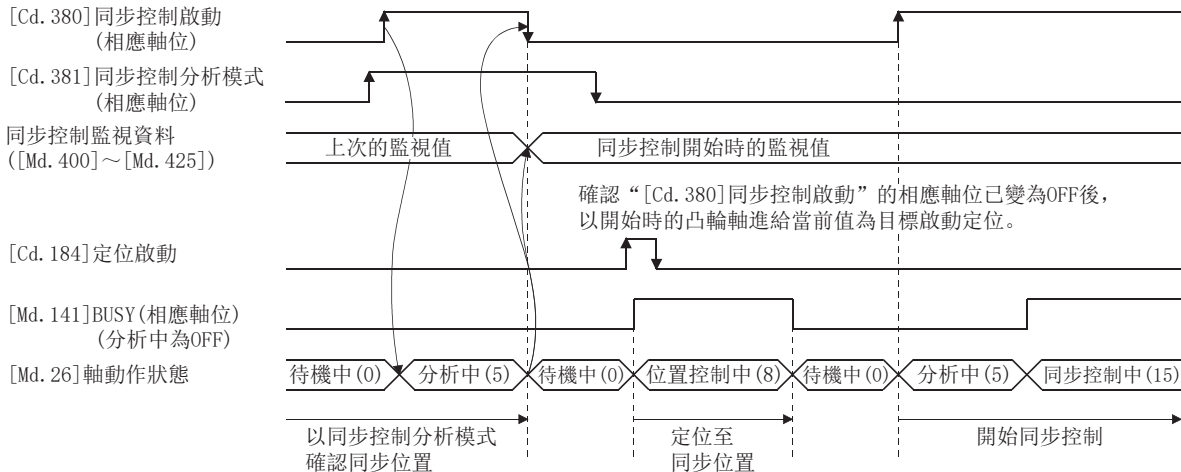 [Cd.380]同步控制啟動
(相應軸位)
[Cd.381]同步控制分析模式
(相應軸位)
同步控制監視資料
([Md.400]～[Md.425])
上次的監視值
同步控制開始時的監視值
確認“[Cd.380]同步控制啟動”的相應軸位已變為OFF後，
以開始時的凸輪軸進給當前值為目標啟動定位。
[Cd.184]定位啟動
[Md.141]BUSY(相應軸位)
(分析中為OFF)
[Md.26]軸動作狀態
待機中(0)
分析中(5)
待機中(0)
位置控制中(8)
待機中(0)
分析中(5)
同步控制中(15)
以同步控制分析模式
確認同步位置
定位至
同步位置
開始同步控制